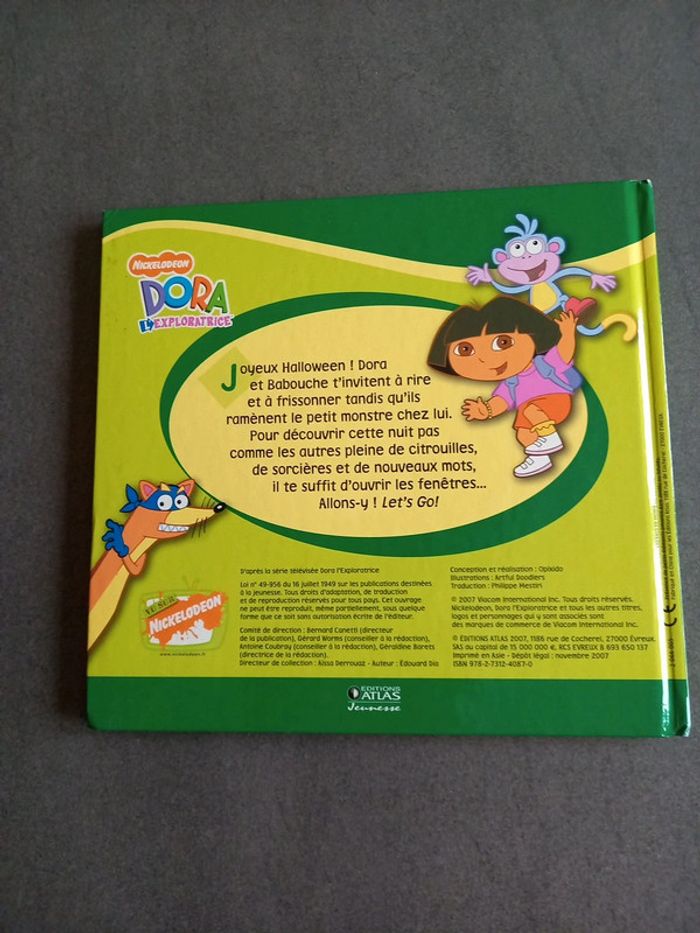 NICKELODEON
DORA
L'EXPLORATRICE
Joyeux Halloween ! Dora
et Babouche t'invitent à rire
et à frissonner tandis qu'ils
ramènent le petit monstre chez lui.
Pour découvrir cette nuit pas
comme les autres pleine de citrouilles,
de sorcières et de nouveaux mots,
il te suffit d'ouvrir les fenêtres...
Allons-y ! Let's Go!
VU SUR
NICKELODEON
www.nickelodeon.fr
D'après la série télévisée Dora l'Exploratrice
Loi n° 49-956 du 16 juillet 1949 sur les publications destinées
à la jeunesse. Tous droits d'adaptation, de traduction
et de reproduction réservés pour tous pays. Cet ouvrage
ne peut être reproduit, même partiellement, sous quelque
forme que ce soit sans autorisation écrite de l'éditeur.
Comité de direction : Bernard Canetti (directeur
de la publication), Gérard Worms (conseiller à la rédaction),
Antoine Coubray (conseiller à la rédaction), Géraldine Barets
(directrice de la rédaction).
Directeur de collection : Aïssa Derrouaz - Auteur : Édouard Dia
Conception et réalisation : Opixido
Illustrations : Artful Doodlers
Traduction : Philippe Mestiri
© 2007 Viacom International Inc. Tous droits réservés.
Nickelodeon, Dora l'Exploratrice et tous les autres titres,
logos et personnages qui y sont associés sont
des marques de commerce de Viacom International Inc.
© ÉDITIONS ATLAS 2007, 1186 rue de Cocherel, 27000 Évreux.
SAS au capital de 15 000 000 €, RCS EVREUX B 693 650 137
Imprimé en Asie - Dépôt légal : novembre 2007
ISBN 978-2-7312-4087-0
EDITIONS
ATLAS
Jeunesse
CE